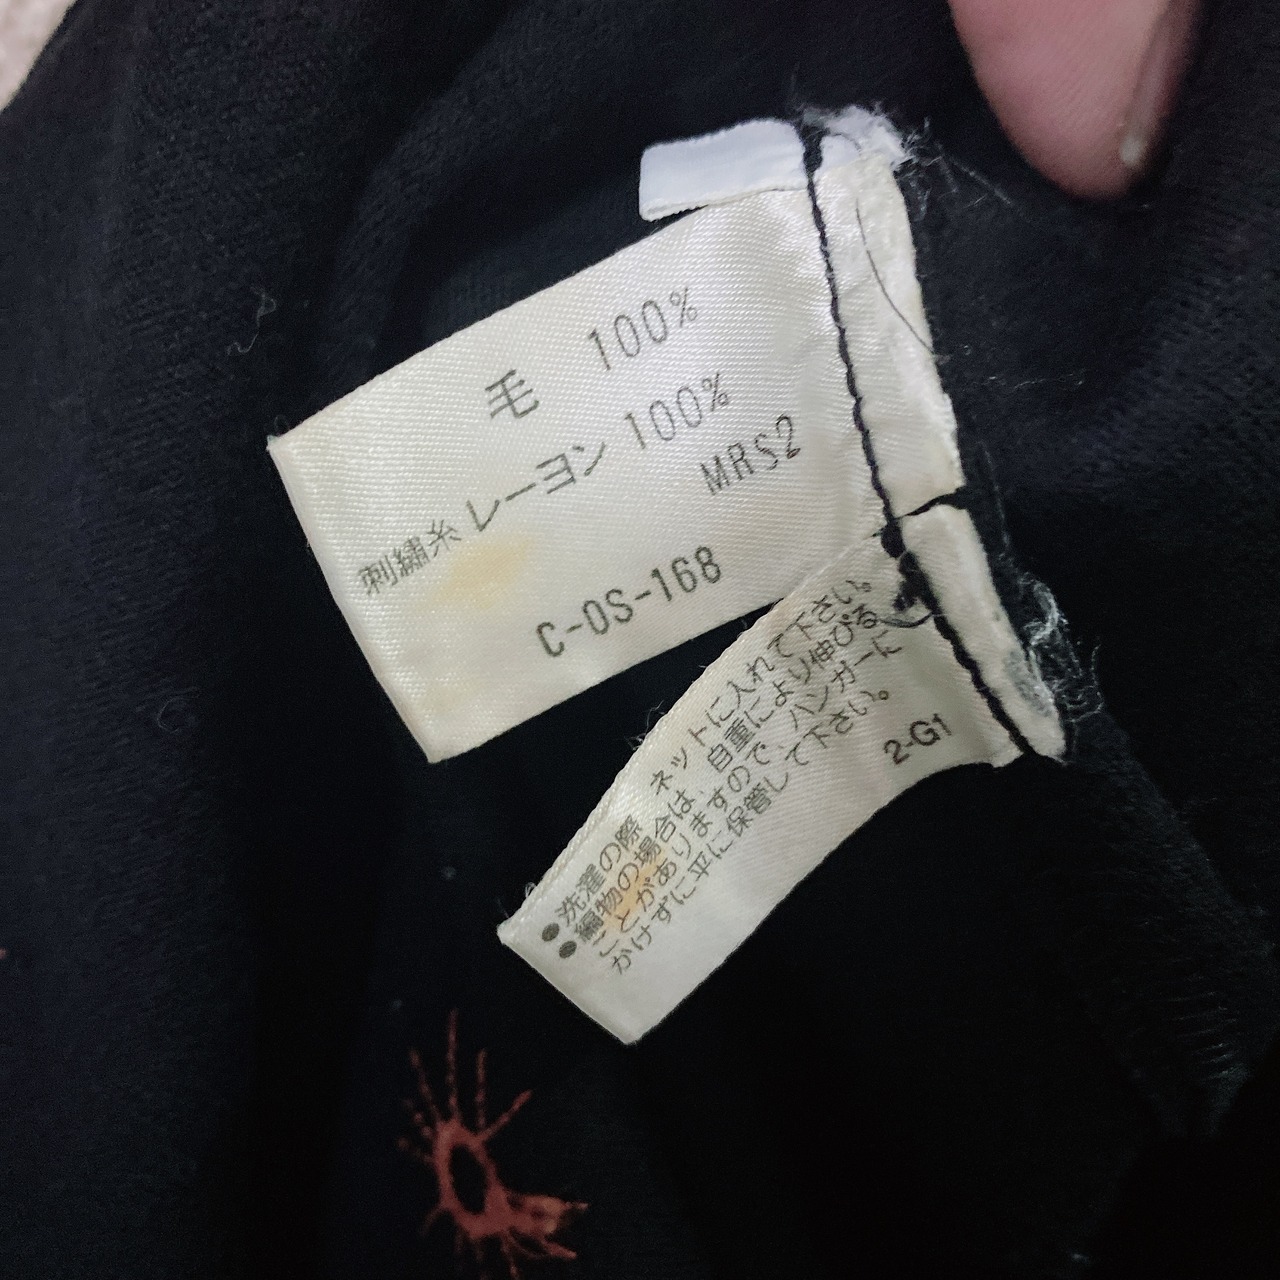 毛 100%
刺繍糸 レーヨン 100%
MRS2
C-OS-168
●洗濯の際 ネットに入れて下さい。
●編物の場合は、自重により伸びる
ことがありますので、ハンガーに
かけずに平に保管して下さい。
2-G1